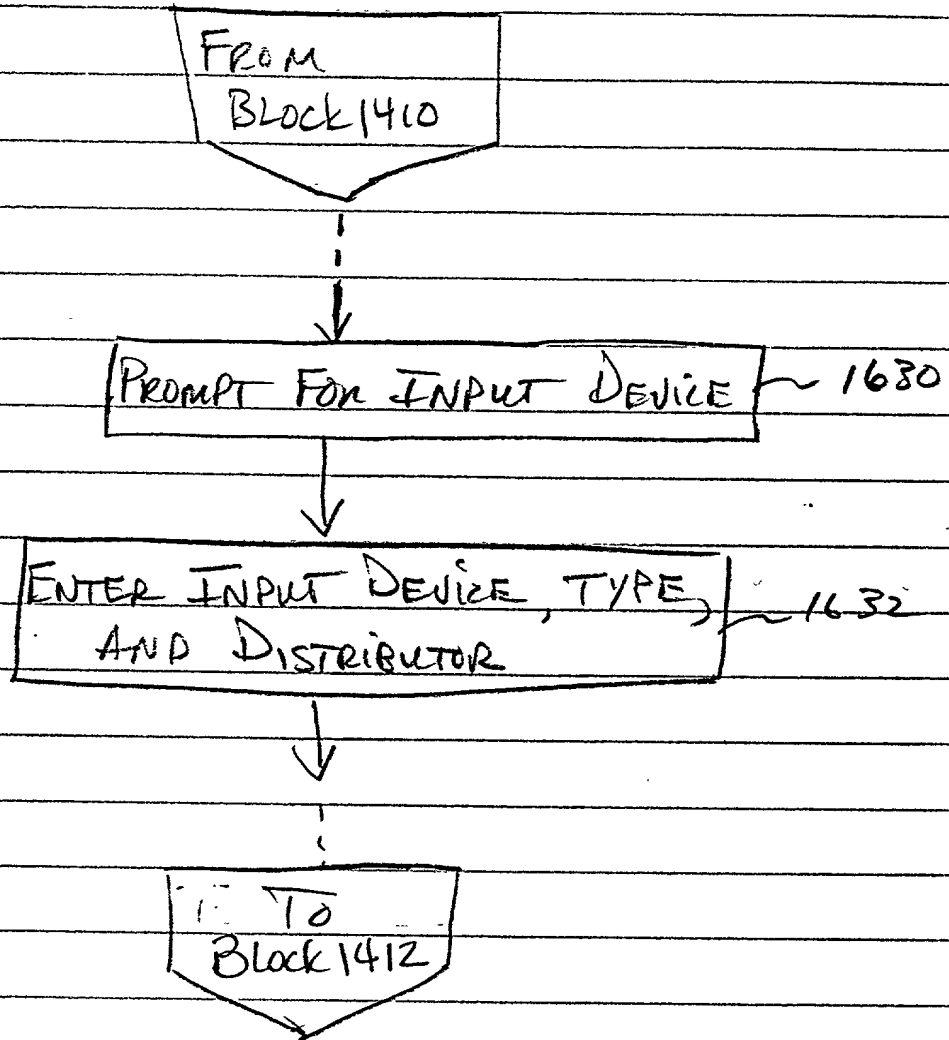 FROM
BLOCK 1410
PROMPT FOR INPUT DEVICE
1630
ENTER INPUT DEVICE, TYPE,
AND DISTRIBUTOR
1632
TO
BLOCK 1412